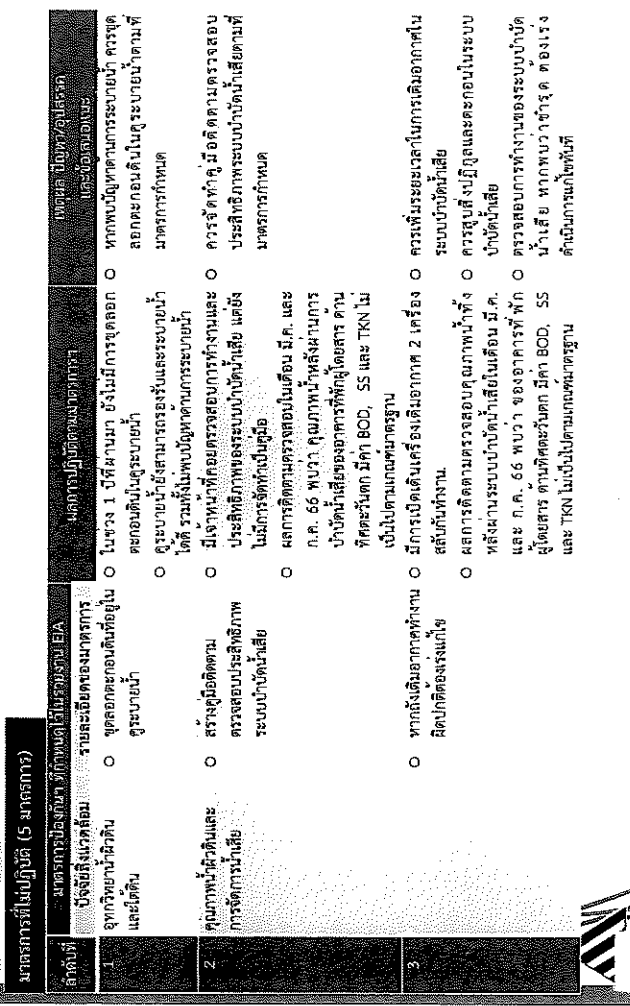 มาตรการที่ไม่ปฏิบัติ (5 มาตรการ)
ลำดับที่
มาตรการป้องกันฯ ที่กำหนดไว้ในรายงาน EIA
ปัจจัยสิ่งแวดล้อม
รายละเอียดของมาตรการ
ผลการปฏิบัติตามมาตรการฯ
เหตุผล ปัญหา/อุปสรรค
และข้อเสนอแนะ
1
อุทกวิทยาน้ำผิวดิน
และใต้ดิน
ขุดลอกตะกอนดินที่อยู่ใน
คูระบายน้ำ
ในช่วง 1 ปีที่ผ่านมา ยังไม่มีการขุดลอก
ตะกอนดินในคูระบายน้ำ
คูระบายน้ำยังสามารถรองรับและระบายน้ำ
ได้ดี รวมทั้งไม่พบปัญหาด้านการระบายน้ำ
หากพบปัญหาด้านการระบายน้ำ ควรขุด
ลอกตะกอนดินในคูระบายน้ำตามที่
มาตรการกำหนด
2
คุณภาพน้ำผิวดินและ
การจัดการน้ำเสีย
สร้างคู่มือติดตาม
ตรวจสอบประสิทธิภาพ
ระบบบำบัดน้ำเสีย
มีเจ้าหน้าที่คอยตรวจสอบการทำงานและ
ประสิทธิภาพของระบบบำบัดน้ำเสีย แต่ยัง
ไม่มีการจัดทำเป็นคู่มือ
ผลการติดตามตรวจสอบในเดือน มี.ค. และ
ก.ค. 66 พบว่า คุณภาพน้ำหลังผ่านการ
บำบัดน้ำเสียของอาคารที่พักผู้โดยสาร ด้าน
ทิศตะวันตก มีค่า BOD, SS และ TKN ไม่
เป็นไปตามเกณฑ์มาตรฐาน
ควรจัดทำคู่มือติดตามตรวจสอบ
ประสิทธิภาพระบบบำบัดน้ำเสียตามที่
มาตรการกำหนด
3
หากถังเติมอากาศทำงาน
ผิดปกติต้องเร่งแก้ไข
มีการเปิดเดินเครื่องเติมอากาศ 2 เครื่อง
สลับกันทำงาน
ผลการติดตามตรวจสอบคุณภาพน้ำทิ้ง
หลังผ่านระบบบำบัดน้ำเสียในเดือน มี.ค.
และ ก.ค. 66 พบว่า ของอาคารที่พัก
ผู้โดยสาร ด้านทิศตะวันตก มีค่า BOD, SS
และ TKN ไม่เป็นไปตามเกณฑ์มาตรฐาน
ควรเพิ่มระยะเวลาในการเติมอากาศใน
ระบบบำบัดน้ำเสีย
ควรสูบสิ่งปฏิกูลและตะกอนในระบบ
บำบัดน้ำเสีย
ตรวจสอบการทำงานของระบบบำบัด
น้ำเสีย หากพบว่าชำรุด ต้องเร่ง
ดำเนินการแก้ไขทันที